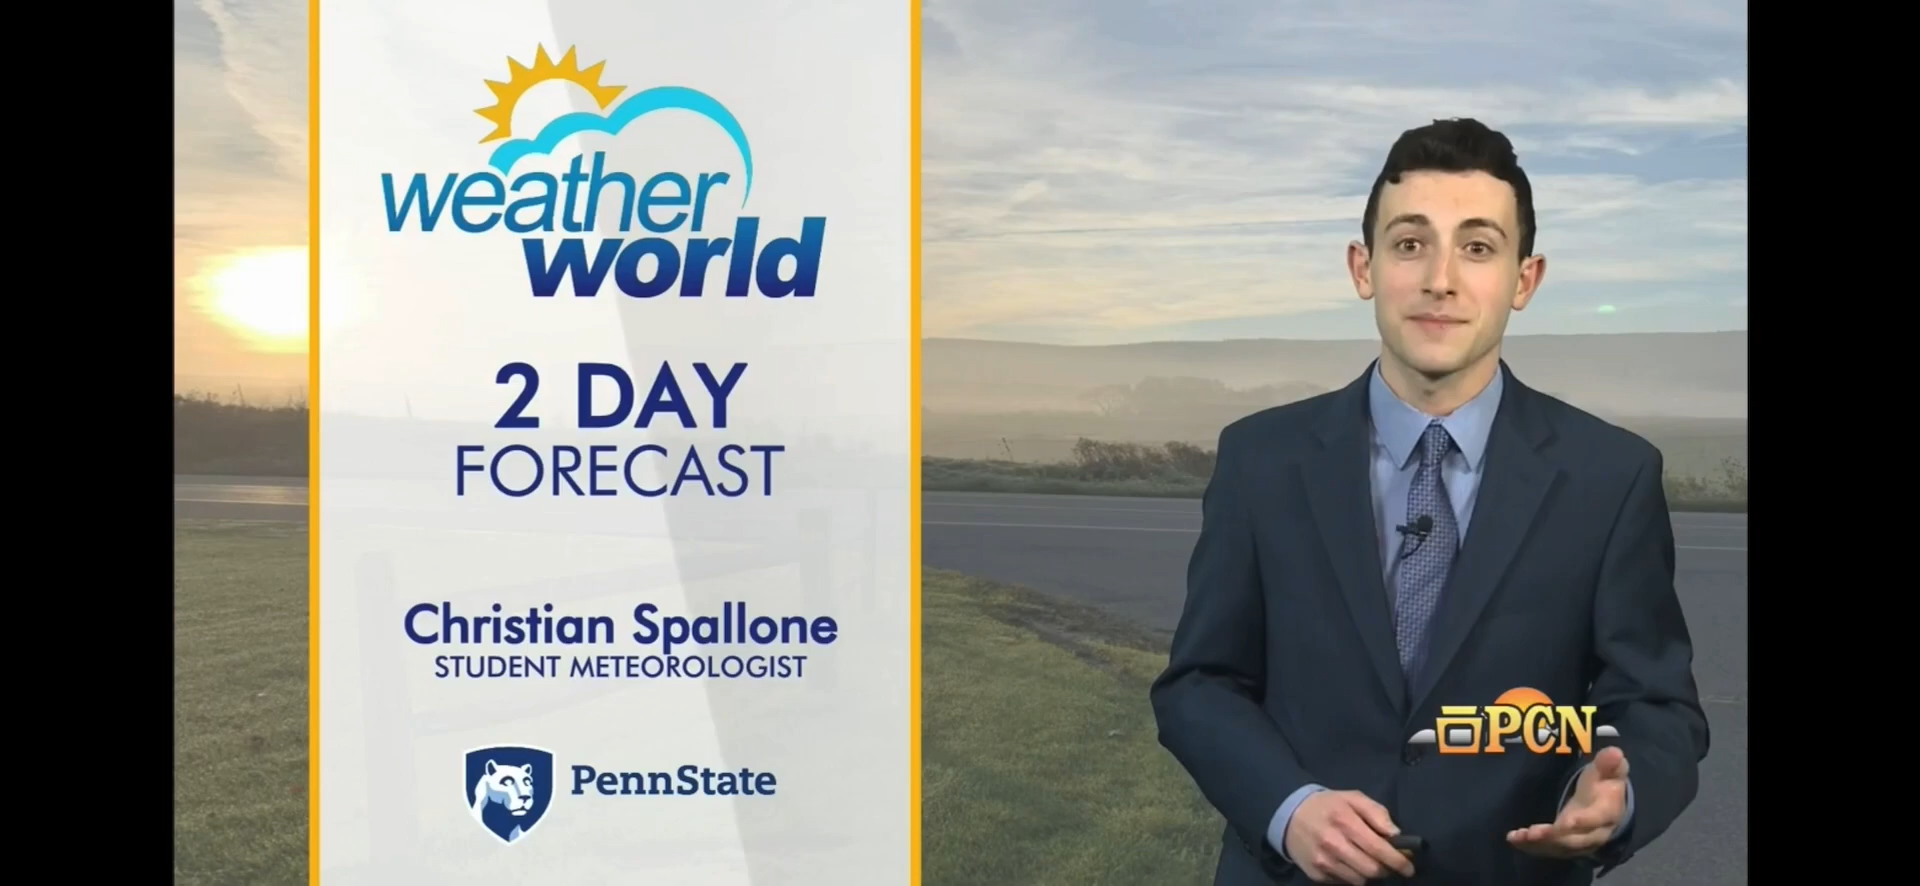 weather
world
2 DAY
FORECAST
Christian Spallone
STUDENT METEOROLOGIST
PennState
PCN